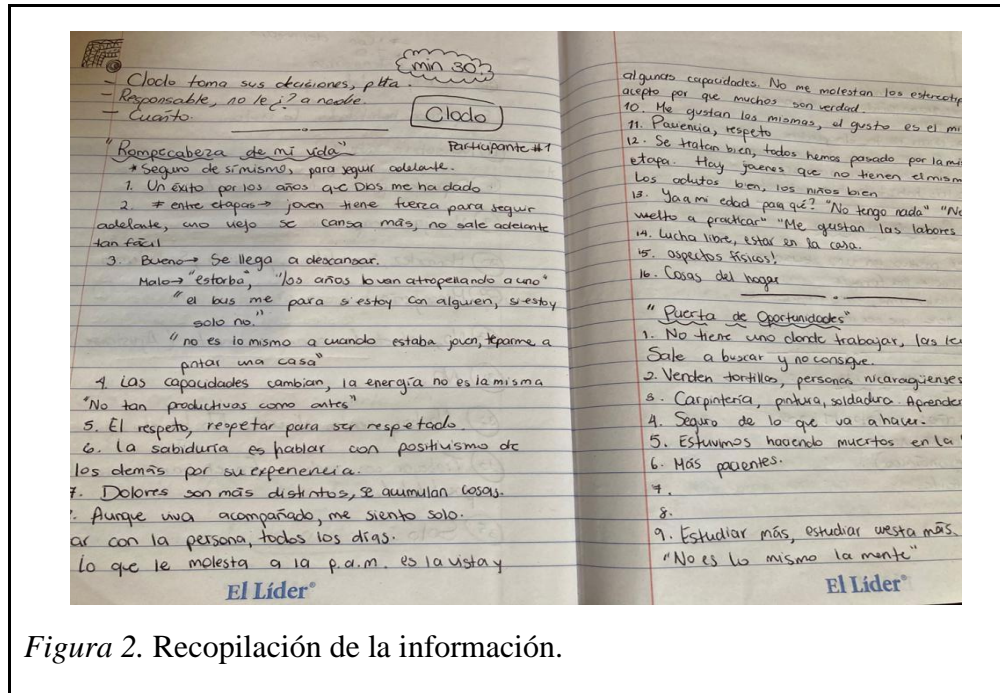 min 30
- Clodo toma sus decisiones, plta.
- Responsable, no le ¿? a nadie.
- Cuarto.
Clodo
"Rompecabeza de mi vida" Participante #1
* Seguro de sí mismo, para seguir adelante.
1. Un éxito por los años que Dios me ha dado
2. ≠ entre etapas → joven tiene fuerza para seguir
adelante, uno viejo se cansa más, no sale adelante
tan fácil
3. Bueno → Se llega a descansar.
Malo → "estorba", "los años lo van atropellando a uno"
"el bus me para si estoy con alguien, si estoy
solo no."
"no es lo mismo a cuando estaba joven, teparme a
pintar una casa"
4. Las capacidades cambian, la energía no es la misma
"No tan productivas como antes"
5. El respeto, respetar para ser respetado.
6. La sabiduría es hablar con positivismo de
los demás por su experiencia.
7. Dolores son más distintos, se acumulan cosas.
. Aunque viva acompañado, me siento solo.
ar con la persona, todos los días.
lo que le molesta a la p.a.m. es la vista y
El Líder®
algunas capacidades. No me molestan los estereotip
acepto por que muchos son verdad.
10. Me gustan las mismas, el gusto es el mi
11. Paciencia, respeto
12. Se tratan bien, todos hemos pasado por la mi
etapa. Hay jóvenes que no tienen el mism
Los adultos bien, los niños bien
13. Ya a mi edad para qué? "No tengo nada" "No
vuelto a practicar" "Me gustan las labores
14. Lucha libre, estar en la casa.
15. aspectos físicos!
16. Cosas del hogar
"Puerta de Oportunidades"
1. No tiene uno donde trabajar, las
Sale a buscar y no consigue.
2. Venden tortillas, personas nicaragüenses
3. Carpintería, pintura, soldadura. Aprender
4. Seguro de lo que va a hacer.
5. Estuvimos haciendo muertos en la
6. Más pacientes.
7.
8.
9. Estudiar más, estudiar cuesta más.
"No es lo mismo la mente"
El Líder®
Figura 2. Recopilación de la información.